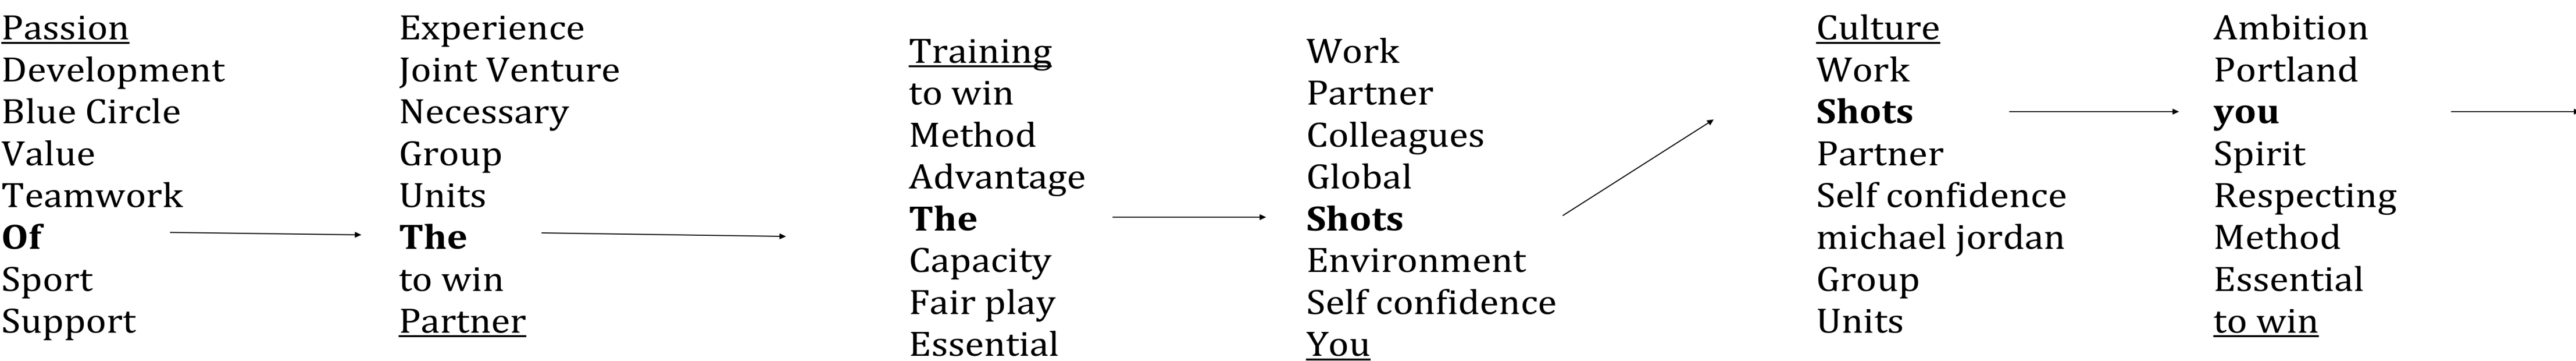 Passion
Development
Blue Circle
Value
Teamwork
Of
Sport
Support
Experience
Joint Venture
Necessary
Group
Units
The
to win
Partner
Training
to win
Method
Advantage
The
Capacity
Fair play
Essential
Work
Partner
Colleagues
Global
Shots
Environment
Self confidence
You
Culture
Work
Shots
Partner
Self confidence
michael jordan
Group
Units
Ambition
Portland
you
Spirit
Respecting
Method
Essential
to win